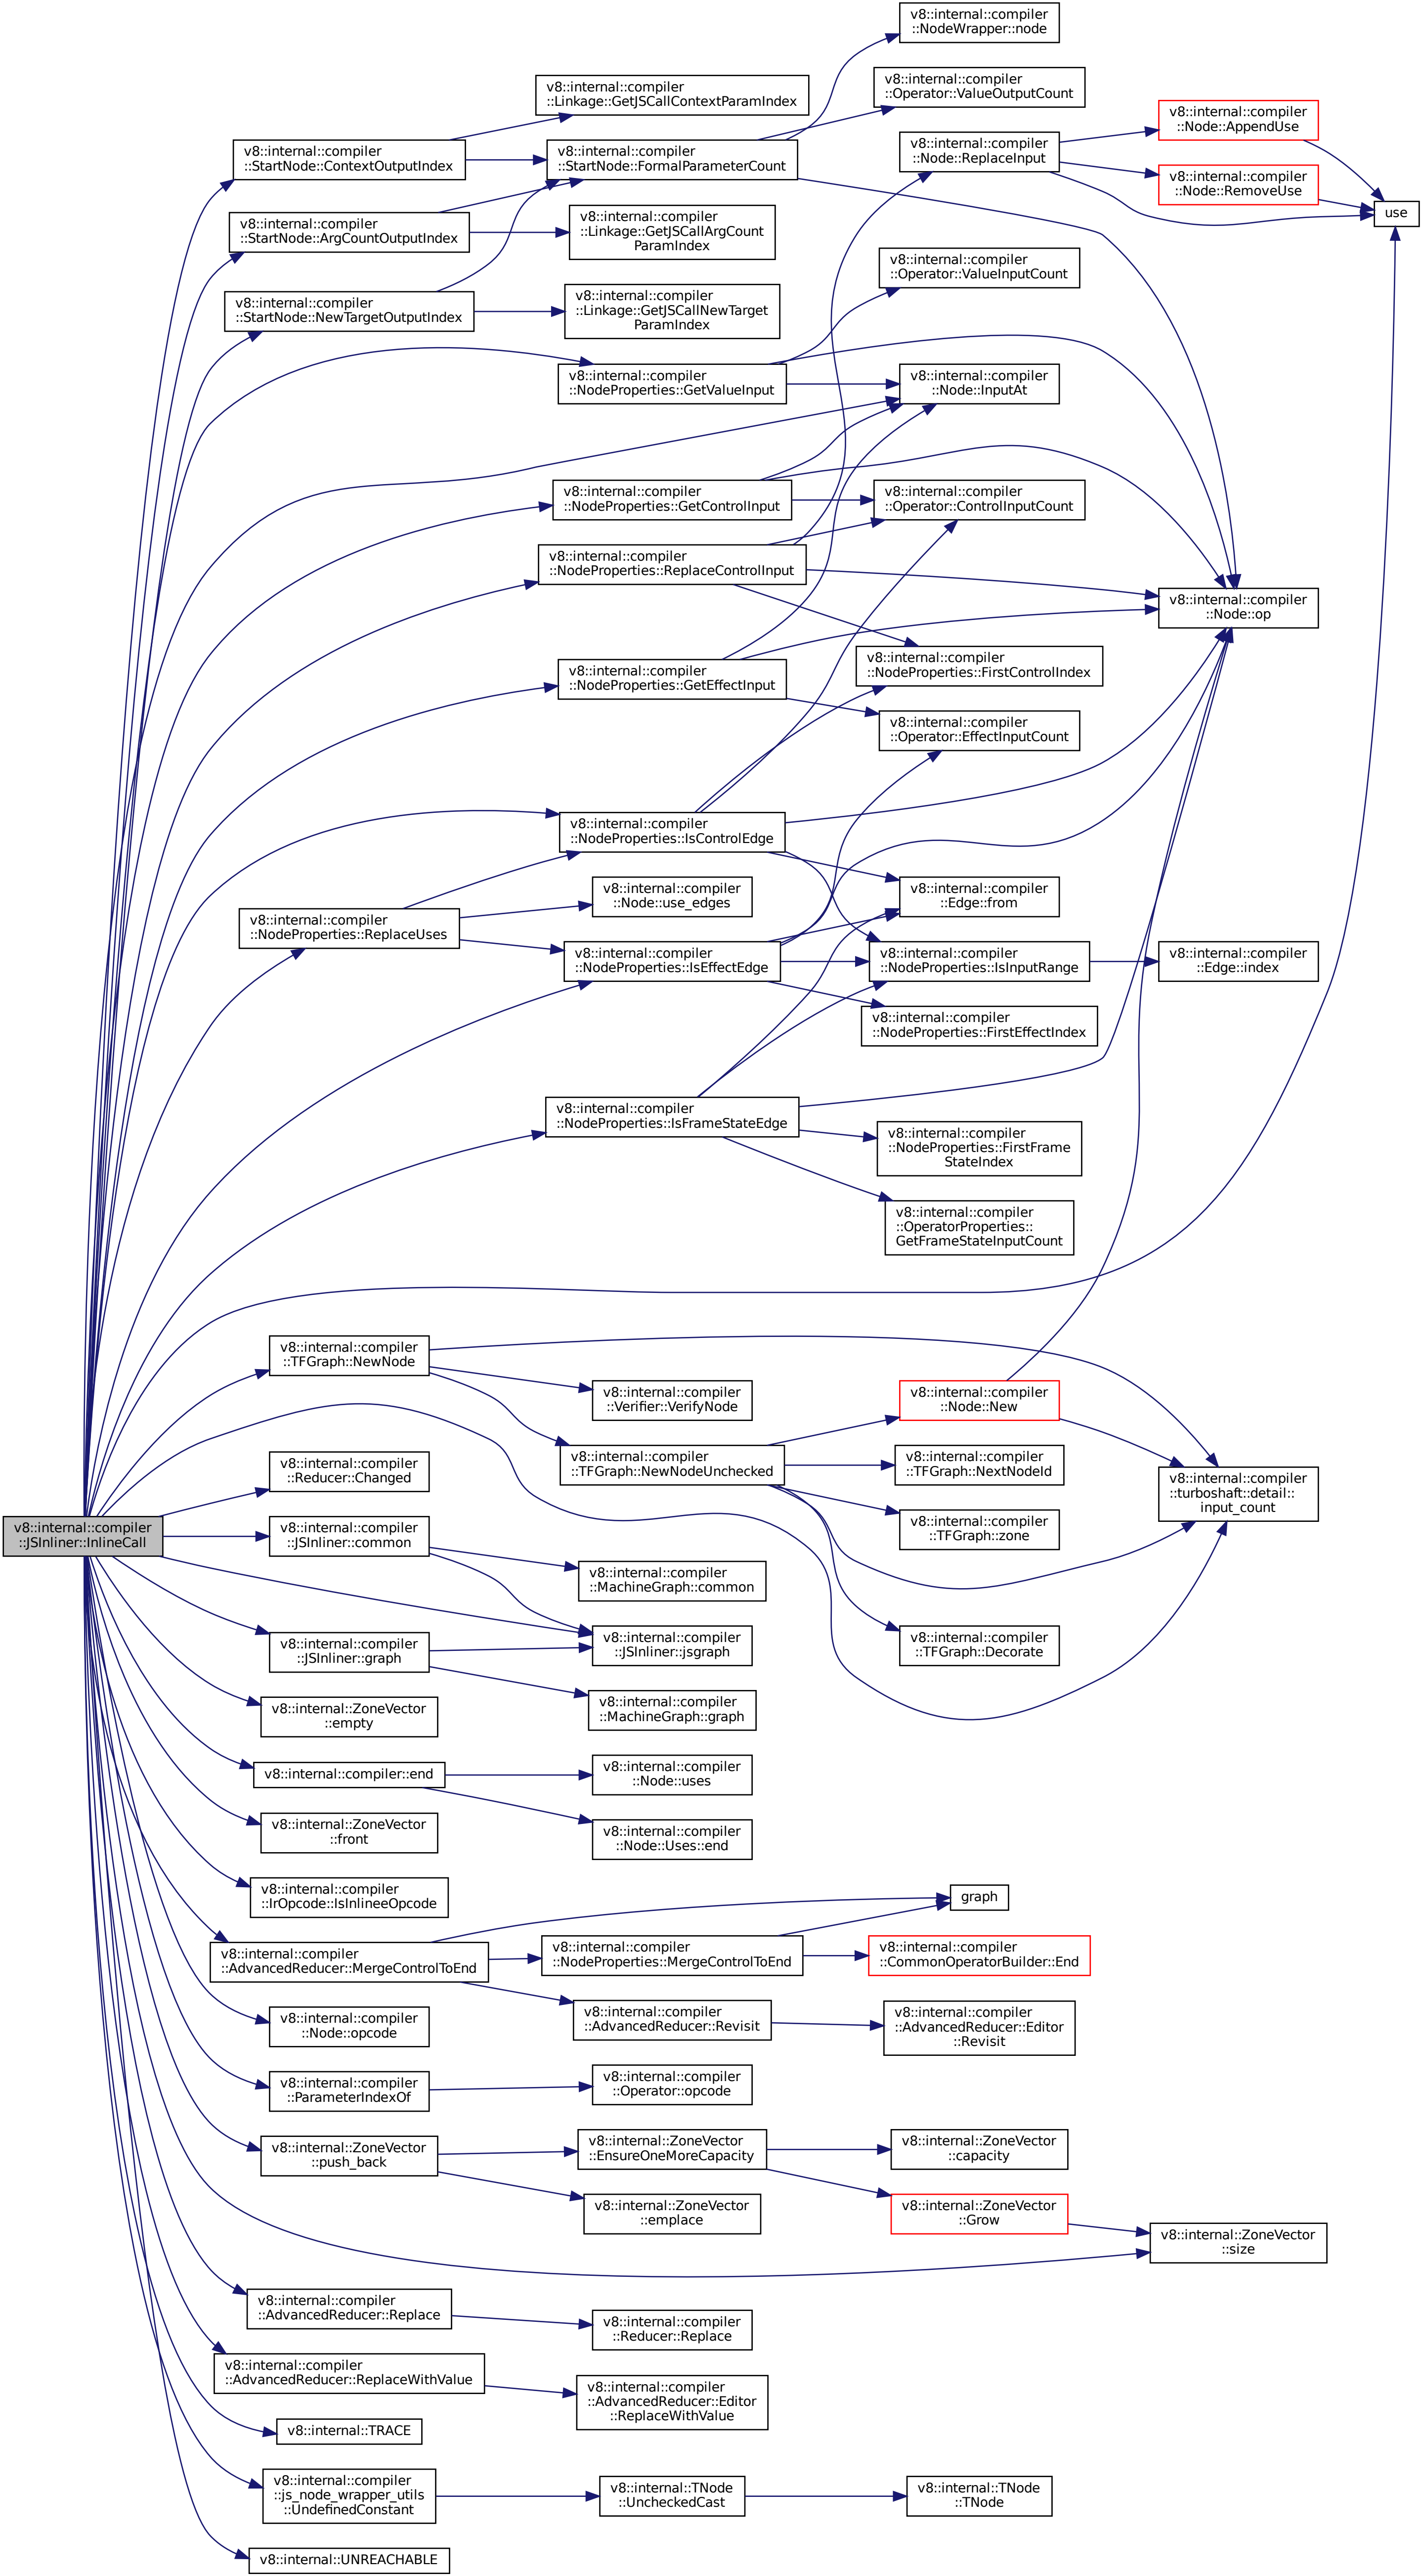 v8::internal::compiler
::NodeWrapper::node
v8::internal::compiler
::Operator::ValueOutputCount
v8::internal::compiler
::Linkage::GetJSCallContextParamIndex
v8::internal::compiler
::Node::AppendUse
v8::internal::compiler
::Node::ReplaceInput
v8::internal::compiler
::StartNode::ContextOutputIndex
v8::internal::compiler
::StartNode::FormalParameterCount
v8::internal::compiler
::Node::RemoveUse
use
v8::internal::compiler
::StartNode::ArgCountOutputIndex
v8::internal::compiler
::Linkage::GetJSCallArgCount
ParamIndex
v8::internal::compiler
::Operator::ValueInputCount
v8::internal::compiler
::StartNode::NewTargetOutputIndex
v8::internal::compiler
::Linkage::GetJSCallNewTarget
ParamIndex
v8::internal::compiler
::NodeProperties::GetValueInput
v8::internal::compiler
::Node::InputAt
v8::internal::compiler
::NodeProperties::GetControlInput
v8::internal::compiler
::Operator::ControlInputCount
v8::internal::compiler
::NodeProperties::ReplaceControlInput
v8::internal::compiler
::Node::op
v8::internal::compiler
::NodeProperties::FirstControlIndex
v8::internal::compiler
::NodeProperties::GetEffectInput
v8::internal::compiler
::Operator::EffectInputCount
v8::internal::compiler
::NodeProperties::IsControlEdge
v8::internal::compiler
::Node::use_edges
v8::internal::compiler
::Edge::from
v8::internal::compiler
::NodeProperties::ReplaceUses
v8::internal::compiler
::NodeProperties::IsEffectEdge
v8::internal::compiler
::NodeProperties::IsInputRange
v8::internal::compiler
::Edge::index
v8::internal::compiler
::NodeProperties::FirstEffectIndex
v8::internal::compiler
::NodeProperties::IsFrameStateEdge
v8::internal::compiler
::NodeProperties::FirstFrame
StateIndex
v8::internal::compiler
::OperatorProperties::
GetFrameStateInputCount
v8::internal::compiler
::TFGraph::NewNode
v8::internal::compiler
::Verifier::VerifyNode
v8::internal::compiler
::Node::New
v8::internal::compiler
::Reducer::Changed
v8::internal::compiler
::TFGraph::NewNodeUnchecked
v8::internal::compiler
::TFGraph::NextNodeId
v8::internal::compiler
::turboshaft::detail::
input_count
v8::internal::compiler
::JSInliner::InlineCall
v8::internal::compiler
::JSInliner::common
v8::internal::compiler
::TFGraph::zone
v8::internal::compiler
::MachineGraph::common
v8::internal::compiler
::JSInliner::graph
v8::internal::compiler
::JSInliner::jsgraph
v8::internal::compiler
::TFGraph::Decorate
v8::internal::ZoneVector
::empty
v8::internal::compiler
::MachineGraph::graph
v8::internal::compiler::end
v8::internal::compiler
::Node::uses
v8::internal::ZoneVector
::front
v8::internal::compiler
::Node::Uses::end
v8::internal::compiler
::IrOpcode::IsInlineeOpcode
graph
v8::internal::compiler
::AdvancedReducer::MergeControlToEnd
v8::internal::compiler
::NodeProperties::MergeControlToEnd
v8::internal::compiler
::CommonOperatorBuilder::End
v8::internal::compiler
::Node::opcode
v8::internal::compiler
::AdvancedReducer::Revisit
v8::internal::compiler
::AdvancedReducer::Editor
::Revisit
v8::internal::compiler
::ParameterIndexOf
v8::internal::compiler
::Operator::opcode
v8::internal::ZoneVector
::push_back
v8::internal::ZoneVector
::EnsureOneMoreCapacity
v8::internal::ZoneVector
::capacity
v8::internal::ZoneVector
::emplace
v8::internal::ZoneVector
::Grow
v8::internal::ZoneVector
::size
v8::internal::compiler
::AdvancedReducer::Replace
v8::internal::compiler
::Reducer::Replace
v8::internal::compiler
::AdvancedReducer::ReplaceWithValue
v8::internal::compiler
::AdvancedReducer::Editor
::ReplaceWithValue
v8::internal::TRACE
v8::internal::compiler
::js_node_wrapper_utils
::UndefinedConstant
v8::internal::TNode
::UncheckedCast
v8::internal::TNode
::TNode
v8::internal::UNREACHABLE